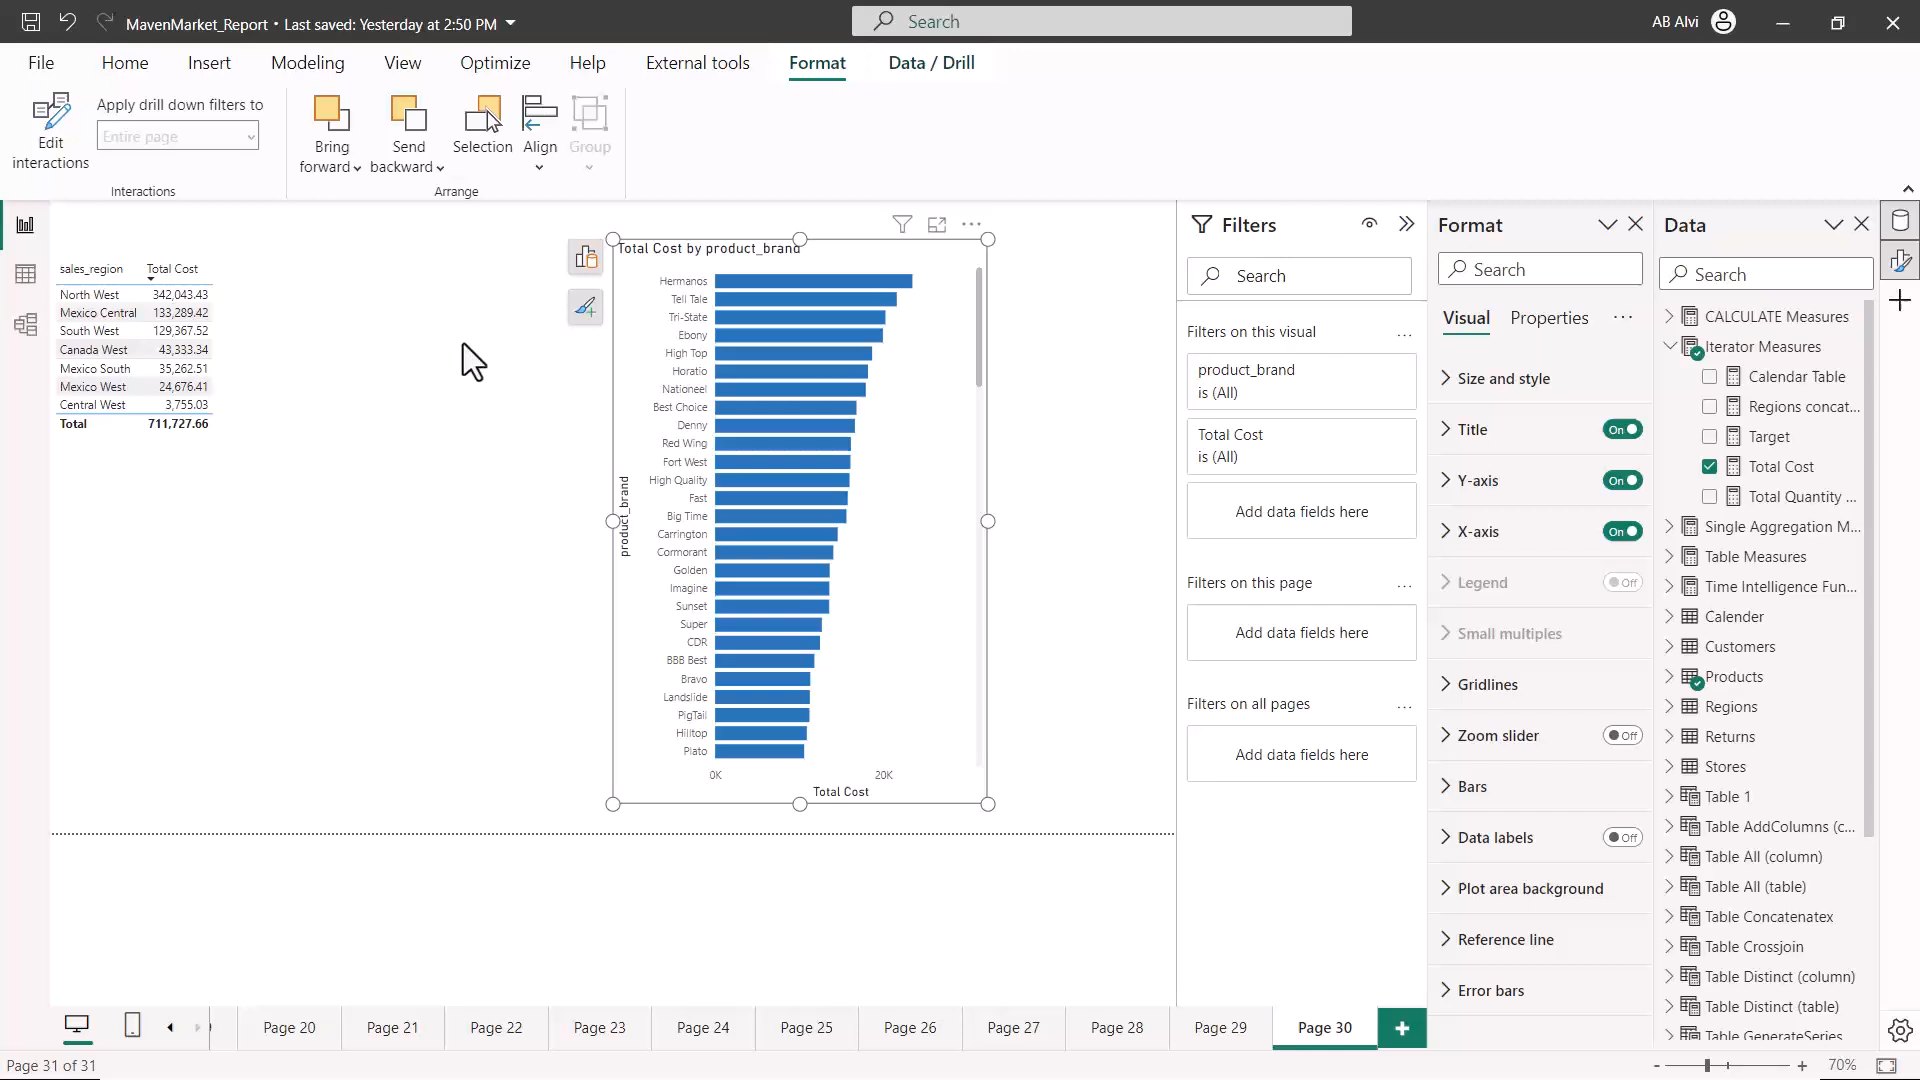 MavenMarket_Report • Last saved: Yesterday at 2:50 PM
Search
AB Alvi
File
Home
Insert
Modeling
View
Optimize
Help
External tools
Format
Data / Drill
Edit
interactions
Apply drill down filters to
Entire page
Interactions
Bring
forward
Send
backward
Selection
Align
Group
Arrange
sales_region Total Cost
North West 342,043.43
Mexico Central 133,289.42
South West 129,367.52
Canada West 43,333.34
Mexico South 35,262.51
Mexico West 24,676.41
Central West 3,755.03
Total 711,727.66
Total Cost by product_brand
product_brand
Hermanos
Tell Tale
Tri-State
Ebony
High Top
Horatio
Nationeel
Best Choice
Denny
Red Wing
Fort West
High Quality
Fast
Big Time
Carrington
Cormorant
Golden
Imagine
Sunset
Super
CDR
BBB Best
Bravo
Landslide
PigTail
Hilltop
Plato
0K 20K
Total Cost
Filters
Search
Filters on this visual ...
product_brand
is (All)
Total Cost
is (All)
Add data fields here
Filters on this page ...
Add data fields here
Filters on all pages ...
Add data fields here
Format
Search
Visual Properties ...
Size and style
Title On
Y-axis On
X-axis On
Legend Off
Small multiples
Gridlines
Zoom slider Off
Bars
Data labels Off
Plot area background
Reference line
Error bars
Data
Search
CALCULATE Measures
Iterator Measures
Calendar Table
Regions concat...
Target
Total Cost
Total Quantity ...
Single Aggregation M...
Table Measures
Time Intelligence Fun...
Calender
Customers
Products
Regions
Returns
Stores
Table 1
Table AddColumns (c...
Table All (column)
Table All (table)
Table Concatenatex
Table Crossjoin
Table Distinct (column)
Table Distinct (table)
Table GenerateSeries
Page 20
Page 21
Page 22
Page 23
Page 24
Page 25
Page 26
Page 27
Page 28
Page 29
Page 30
Page 31 of 31
70%